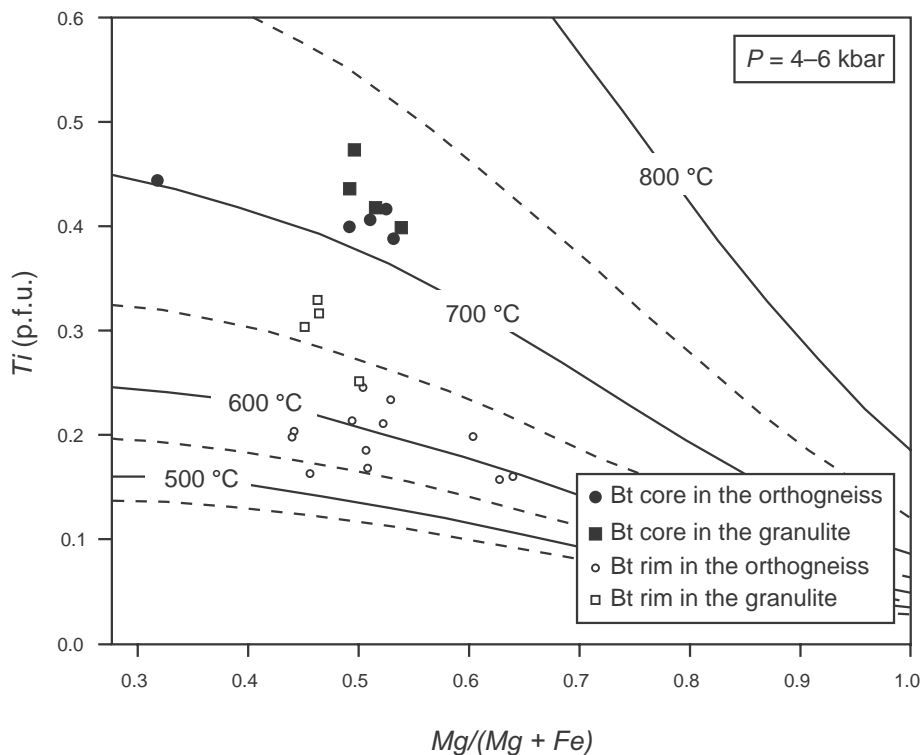 0.6
P = 4–6 kbar
0.5
800 °C
0.4
700 °C
Ti (p.f.u.)
0.3
600 °C
0.2
500 °C
Bt core in the orthogneiss
Bt core in the granulite
0.1
Bt rim in the orthogneiss
Bt rim in the granulite
0.0
0.3 0.4 0.5 0.6 0.7 0.8 0.9 1.0
Mg/(Mg + Fe)